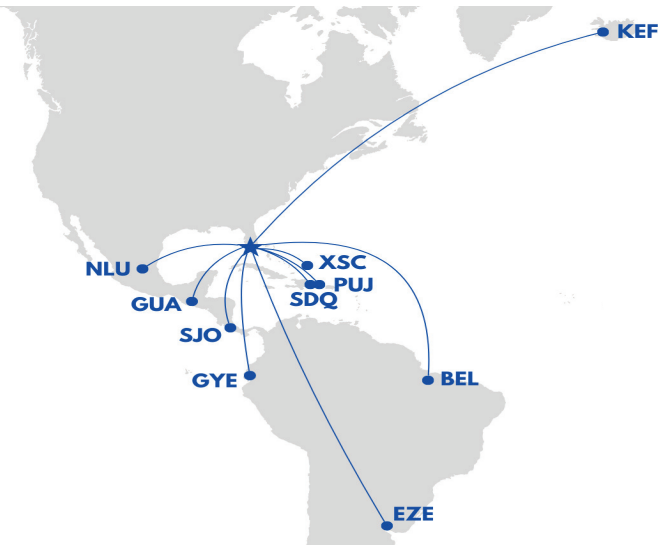 KEF
XSC
NLU
PUJ
SDQ
GUA
SJO
GYE
BEL
EZE